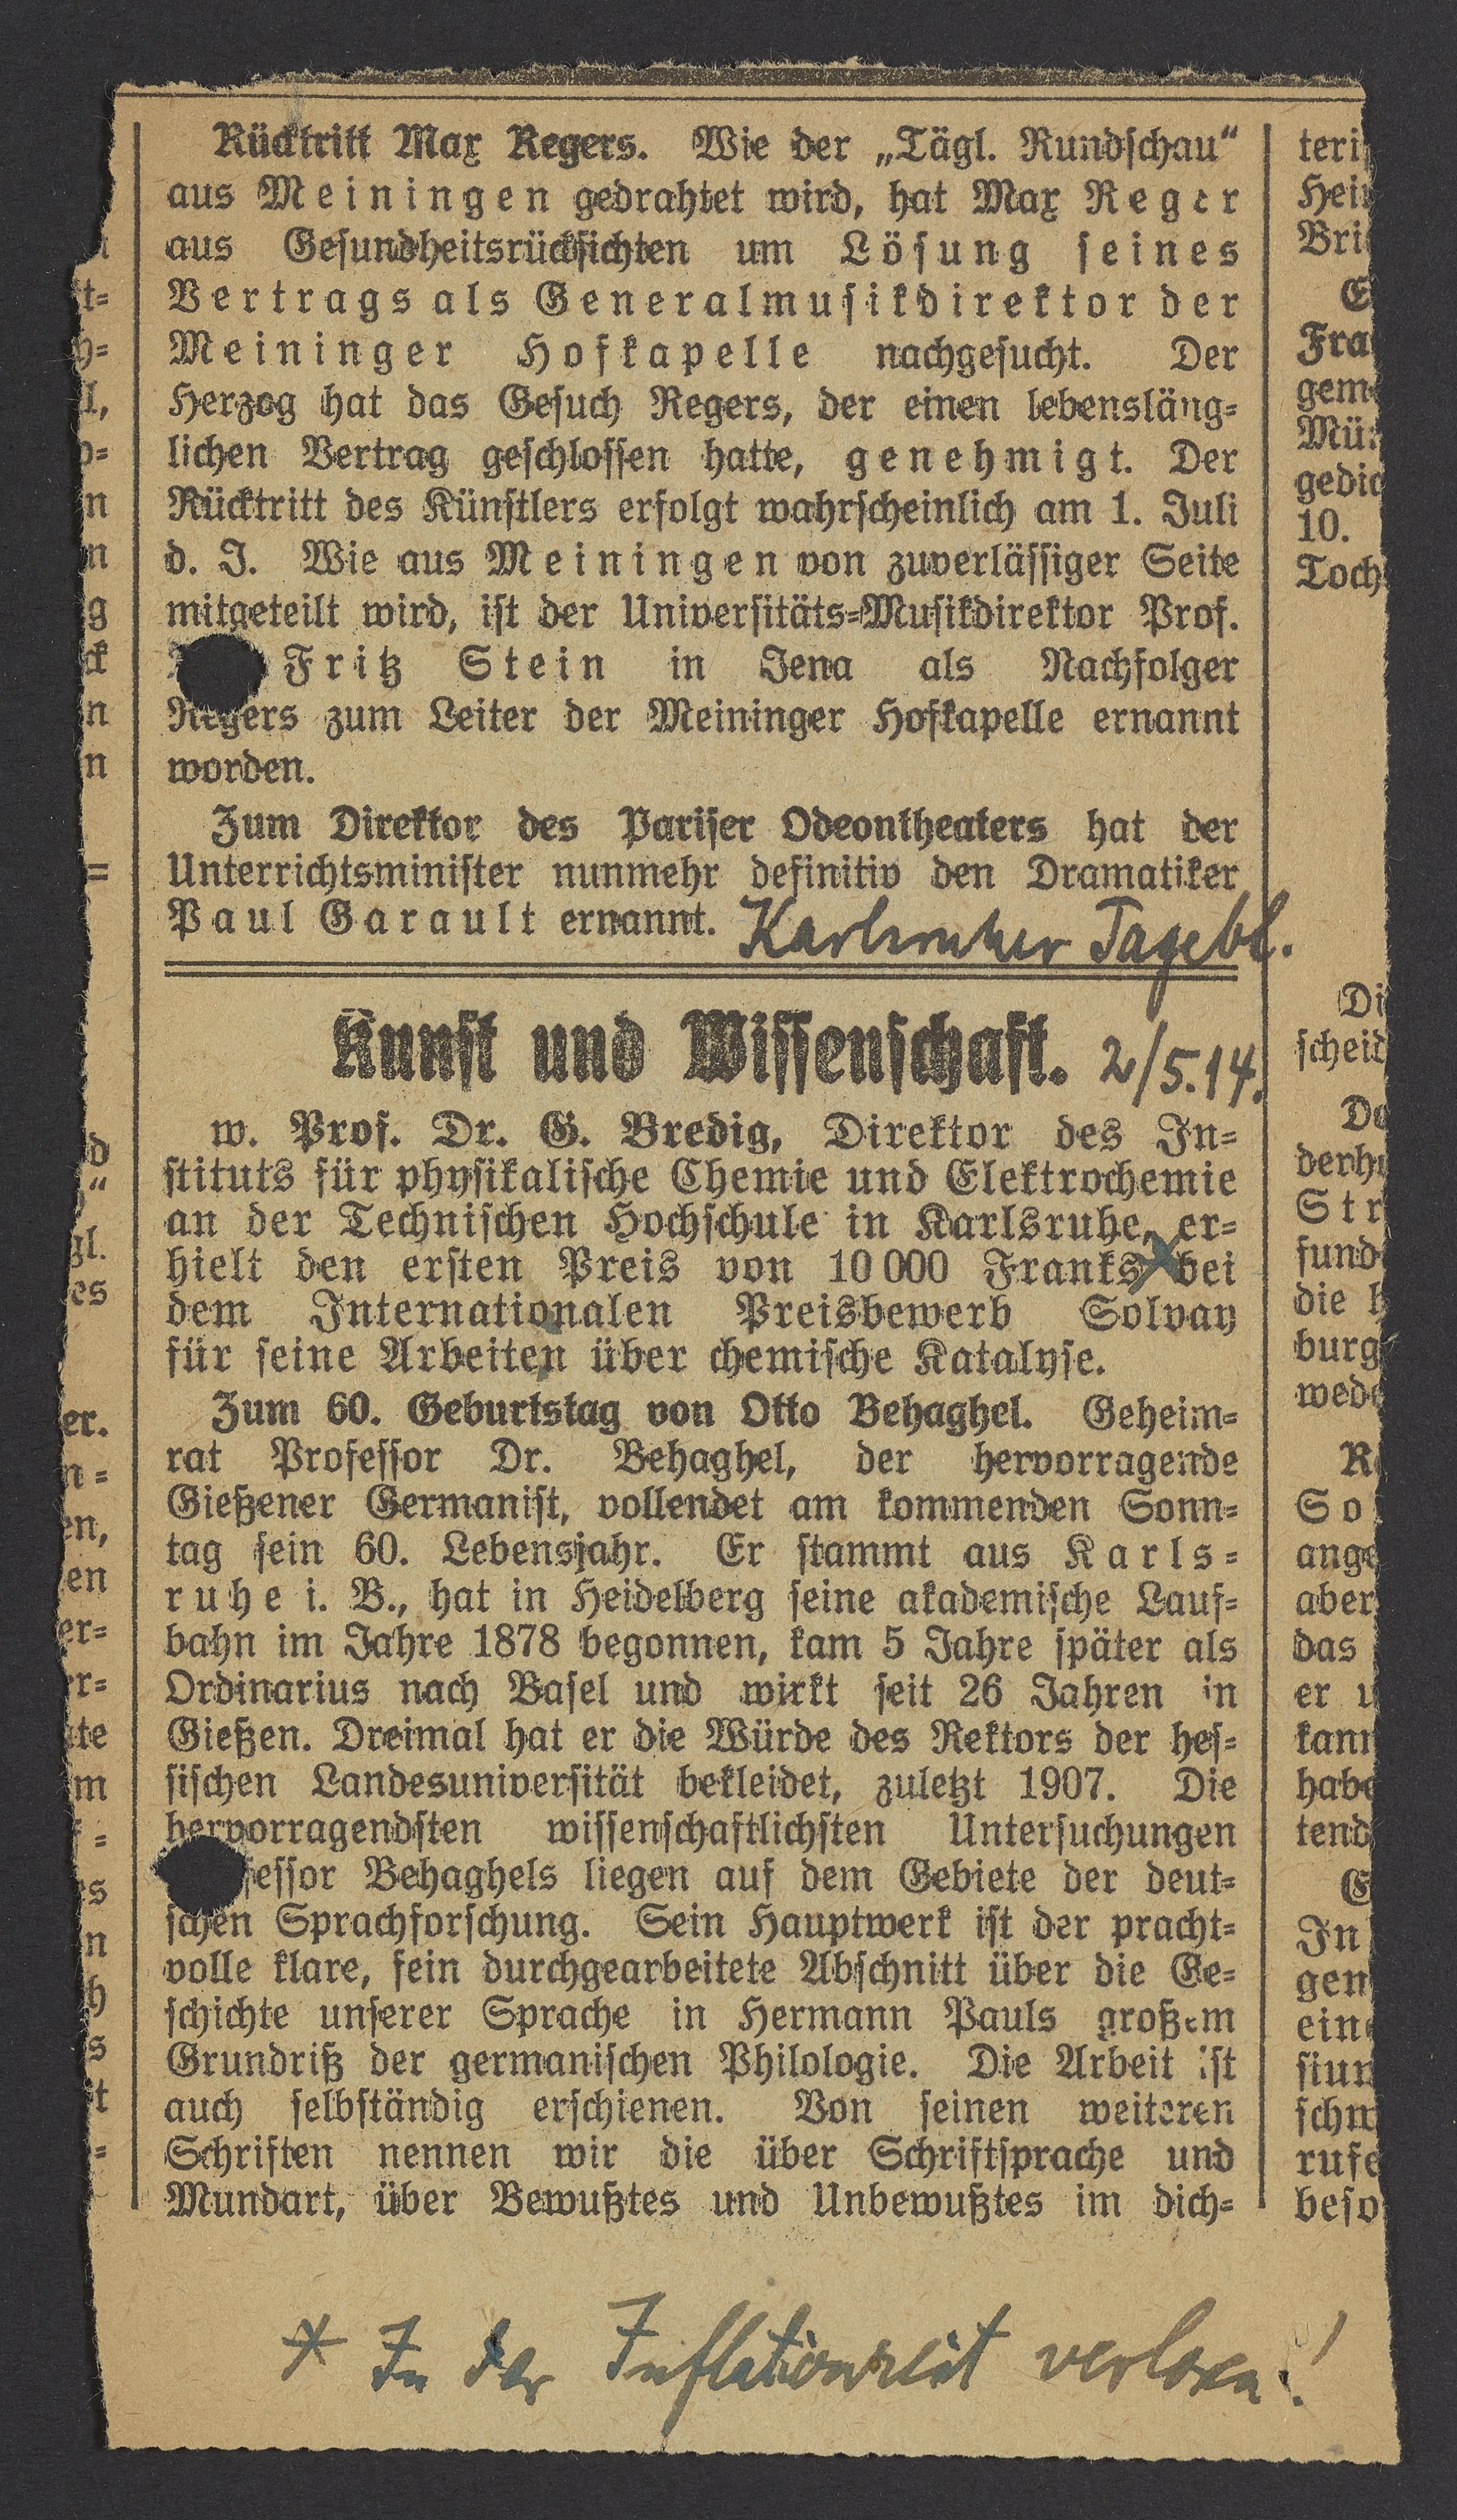 Rücktritt Max Regers. Wie der „Tägl. Rundschau“
aus Meiningen gedrahtet wird, hat Max Reger
aus Gesundheitsrücksichten um Lösung seines
Vertrags als Generalmusikdirektor der
Meininger Hofkapelle nachgesucht. Der
Herzog hat das Gesuch Regers, der einen lebensläng-
lichen Vertrag geschlossen hatte, genehmigt. Der
Rücktritt des Künstlers erfolgt wahrscheinlich am 1. Juli
d. J. Wie aus Meiningen von zuverlässiger Seite
mitgeteilt wird, ist der Universitäts-Musikdirektor Prof.
Fritz Stein in Jena als Nachfolger
Regers zum Leiter der Meininger Hofkapelle ernannt
worden.
Zum Direktor des Pariser Odeontheaters hat der
Unterrichtsminister nunmehr definitiv den Dramatiker
Paul Garault ernannt.
Karlsruher Tagebl.
Kunst und Wissenschaft. 2/5.14.
w. Prof. Dr. G. Bredig, Direktor des In-
stituts für physikalische Chemie und Elektrochemie
an der Technischen Hochschule in Karlsruhe, er-
hielt den ersten Preis von 10 000 Franks x bei
dem Internationalen Preisbewerb Solvay
für seine Arbeiten über chemische Katalyse.
Zum 60. Geburtstag von Otto Behaghel. Geheim-
rat Professor Dr. Behaghel, der hervorragende
Gießener Germanist, vollendet am kommenden Sonn-
tag sein 60. Lebensjahr. Er stammt aus Karls-
ruhe i. B., hat in Heidelberg seine akademische Lauf-
bahn im Jahre 1878 begonnen, kam 5 Jahre später als
Ordinarius nach Basel und wirkt seit 26 Jahren in
Gießen. Dreimal hat er die Würde des Rektors der hes-
sischen Landesuniversität bekleidet, zuletzt 1907. Die
hervorragendsten wissenschaftlichsten Untersuchungen
fessor Behaghels liegen auf dem Gebiete der deut-
schen Sprachforschung. Sein Hauptwerk ist der pracht-
volle klare, fein durchgearbeitete Abschnitt über die Ge-
schichte unserer Sprache in Hermann Pauls großem
Grundriß der germanischen Philologie. Die Arbeit ist
auch selbständig erschienen. Von seinen weiteren
Schriften nennen wir die über Schriftsprache und
Mundart, über Bewußtes und Unbewußtes im dich-
* In der Inflationszeit verloren!